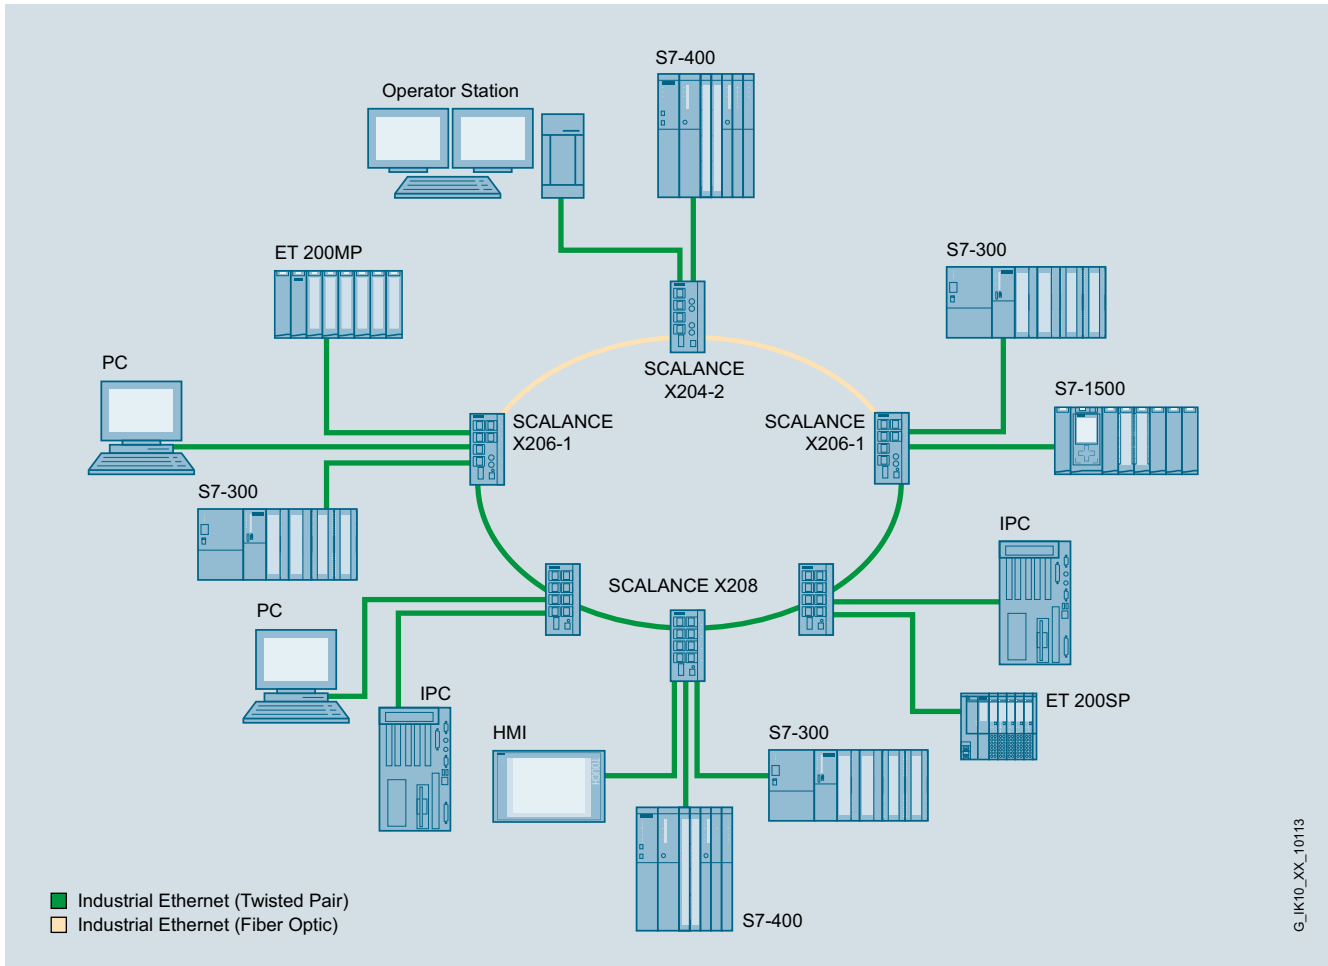 S7-400
Operator Station
ET 200MP
S7-300
PC
SCALANCE
X204-2
S7-1500
SCALANCE
X206-1
SCALANCE
X206-1
S7-300
IPC
SCALANCE X208
PC
IPC
ET 200SP
HMI
S7-300
S7-400
Industrial Ethernet (Twisted Pair)
Industrial Ethernet (Fiber Optic)
G_IK10_XX_10113